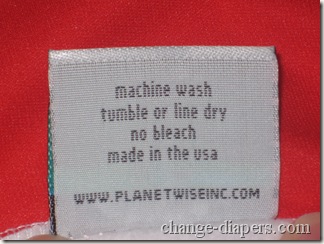 machine wash
tumble or line dry
no bleach
made in the usa
WWW.PLANETWISEINC.COM
change-diapers.com